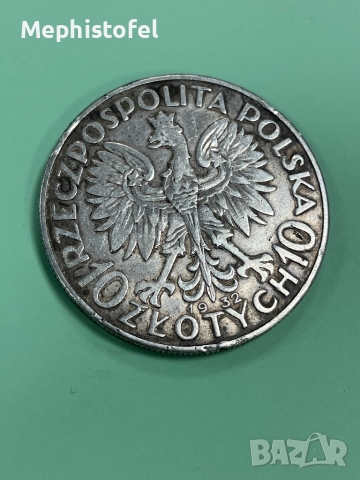 Mephistofel
RZECZPOSPOLITA POLSKA
1932
10 ZŁOTYCH 10
BAZAR